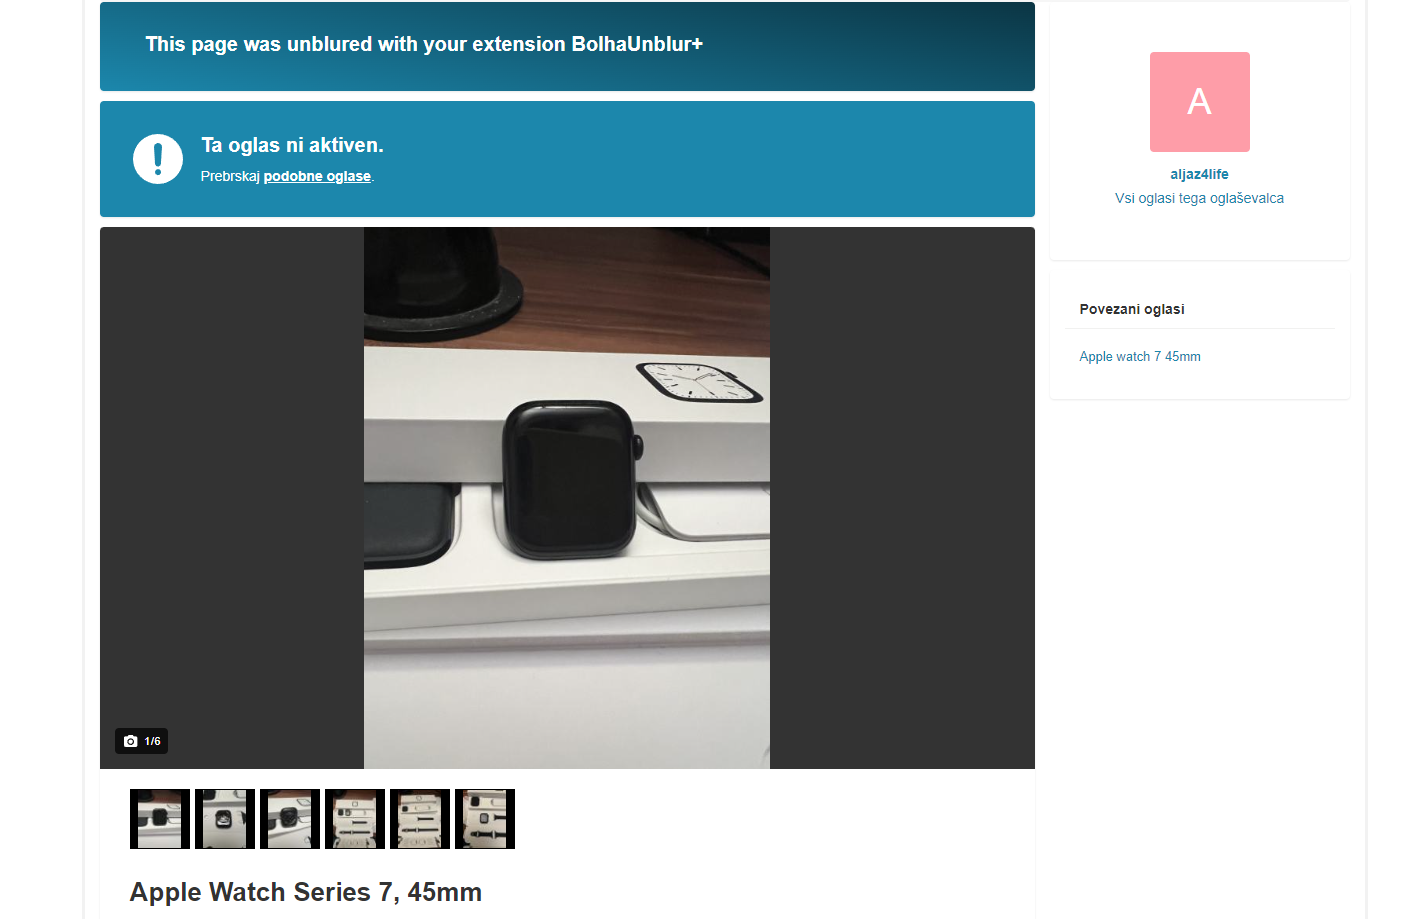 This page was unblured with your extension BolhaUnblur+
Ta oglas ni aktiven.
Prebrskaj podobne oglase.
1/6
Apple Watch Series 7, 45mm
A
aljaz4life
Vsi oglasi tega oglaševalca
Povezani oglasi
Apple watch 7 45mm